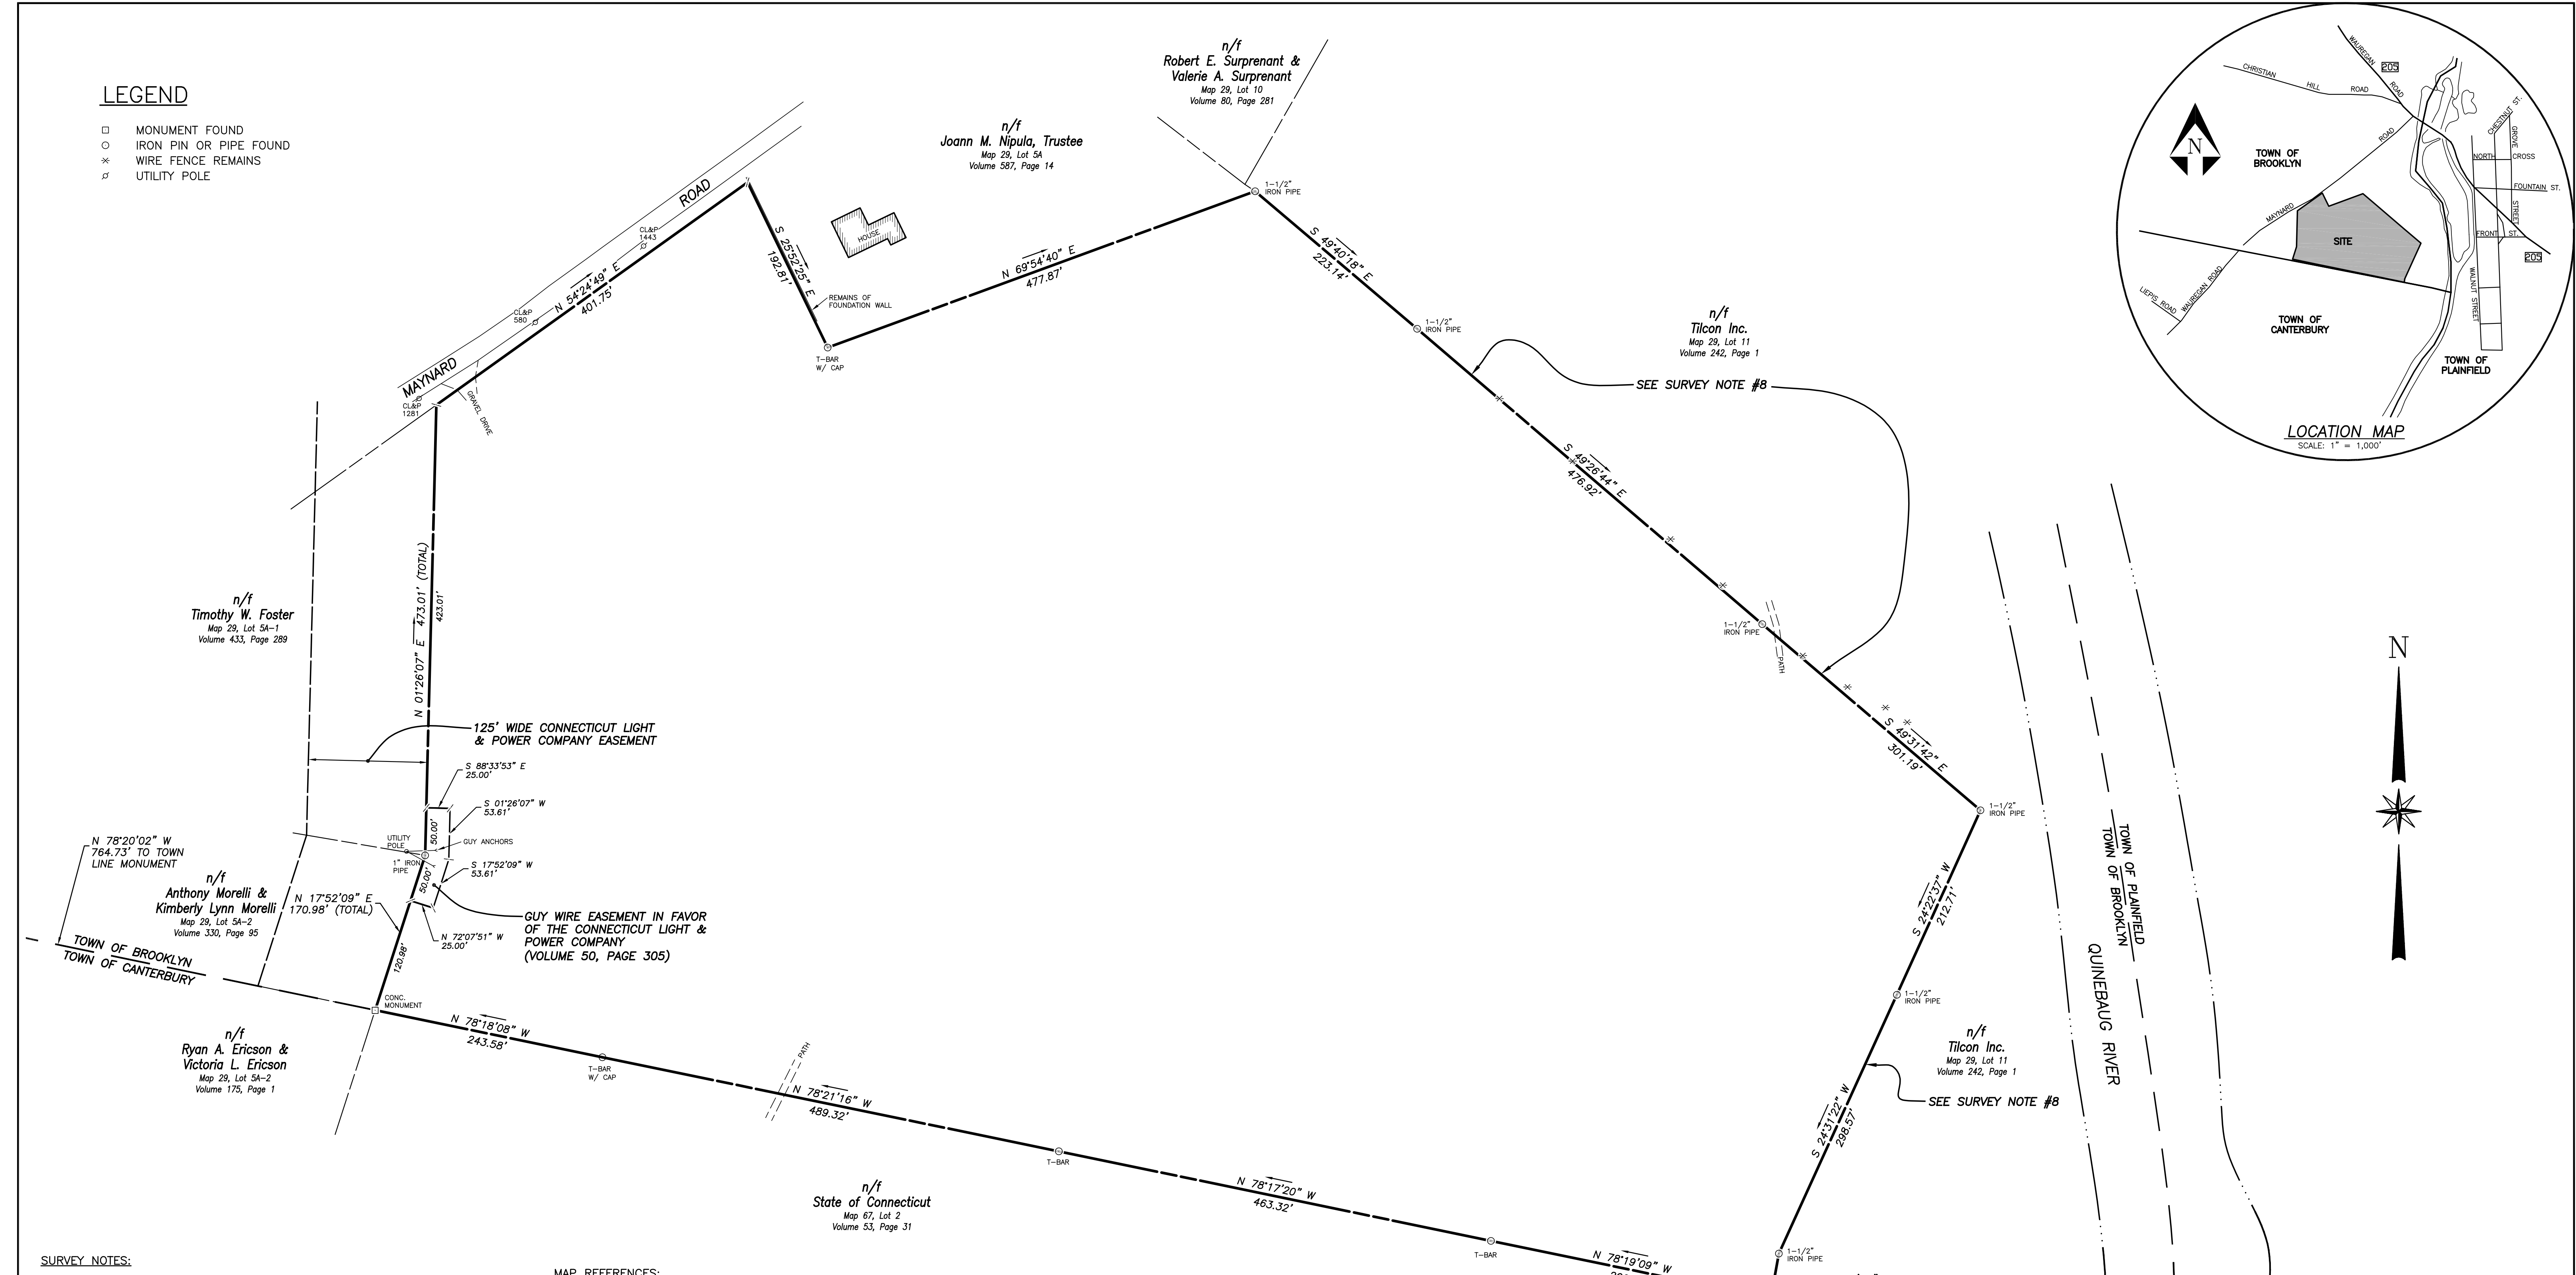 LEGEND
MONUMENT FOUND
IRON PIN OR PIPE FOUND
WIRE FENCE REMAINS
UTILITY POLE
n/f
Robert E. Surprenant &
Valerie A. Surprenant
Map 29, Lot 10
Volume 80, Page 281
n/f
Joann M. Nipula, Trustee
Map 29, Lot 5A
Volume 587, Page 14
MAYNARD
ROAD
CL&P
1443
CL&P
580
CL&P
1281
GRAVEL DRIVE
N 54°24'49" E
401.75'
S 25°52'25" E
192.81'
HOUSE
REMAINS OF
FOUNDATION WALL
T-BAR
W/ CAP
N 69°54'40" E
477.87'
1-1/2"
IRON PIPE
S 49°40'18" E
223.14'
1-1/2"
IRON PIPE
n/f
Tilcon Inc.
Map 29, Lot 11
Volume 242, Page 1
SEE SURVEY NOTE #8
S 49°26'44" E
476.92'
1-1/2"
IRON PIPE
PATH
S 49°31'42" E
301.19'
1-1/2"
IRON PIPE
WAUREGAN
ROAD
205
CHRISTIAN
HILL
ROAD
ROAD
CHESTNUT ST.
GROVE
STREET
NORTH
CROSS
FOUNTAIN ST.
FRONT
ST.
205
WALNUT STREET
N
TOWN OF
BROOKLYN
MAYNARD
SITE
WAUREGAN ROAD
LIEPIS ROAD
TOWN OF
CANTERBURY
TOWN OF
PLAINFIELD
LOCATION MAP
SCALE: 1" = 1,000'
N
n/f
Timothy W. Foster
Map 29, Lot 5A-1
Volume 433, Page 289
N 01°26'07" E 473.01' (TOTAL)
423.01'
125' WIDE CONNECTICUT LIGHT
& POWER COMPANY EASEMENT
S 88°33'53" E
25.00'
S 01°26'07" W
53.61'
50.00'
UTILITY
POLE
GUY ANCHORS
1" IRON
PIPE
S 17°52'09" W
53.61'
50.00'
N 78°20'02" W
764.73' TO TOWN
LINE MONUMENT
n/f
Anthony Morelli &
Kimberly Lynn Morelli
Map 29, Lot 5A-2
Volume 330, Page 95
N 17°52'09" E
170.98' (TOTAL)
GUY WIRE EASEMENT IN FAVOR
OF THE CONNECTICUT LIGHT &
POWER COMPANY
(VOLUME 50, PAGE 305)
N 72°07'51" W
25.00'
120.98'
TOWN OF BROOKLYN
TOWN OF CANTERBURY
CONC.
MONUMENT
n/f
Ryan A. Ericson &
Victoria L. Ericson
Map 29, Lot 5A-2
Volume 175, Page 1
N 78°18'08" W
243.58'
T-BAR
W/ CAP
PATH
N 78°21'16" W
489.32'
T-BAR
n/f
State of Connecticut
Map 67, Lot 2
Volume 53, Page 31
N 78°17'20" W
463.32'
T-BAR
N 78°19'09" W
S 24°22'37" W
212.71'
1-1/2"
IRON PIPE
n/f
Tilcon Inc.
Map 29, Lot 11
Volume 242, Page 1
SEE SURVEY NOTE #8
S 24°31'22" W
298.57'
1-1/2"
IRON PIPE
TOWN OF PLAINFIELD
TOWN OF BROOKLYN
QUINEBAUG RIVER
SURVEY NOTES:
MAP REFERENCES: